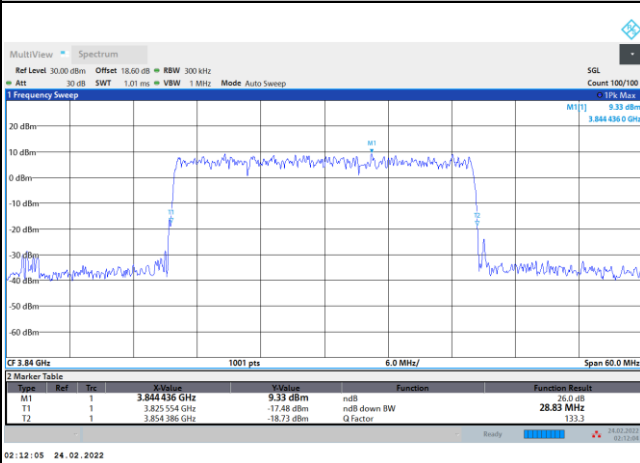 MultiView Spectrum
Ref Level 30.00 dBm Offset 18.60 dB RBW 300 kHz SGL
Att 30 dB SWT 1.01 ms VBW 1 MHz Mode Auto Sweep Count 100/100
1 Frequency Sweep 1Pk Max
M1[1] 9.33 dBm
3.844 436 0 GHz
20 dBm
M1
10 dBm
0 dBm
-10 dBm
T1 T2
-20 dBm
-30 dBm
-40 dBm
-50 dBm
-60 dBm
CF 3.84 GHz 1001 pts 6.0 MHz/ Span 60.0 MHz
2 Marker Table
Type Ref Trc X-Value Y-Value Function Function Result
M1 1 3.844 436 GHz 9.33 dBm ndB 26.0 dB
T1 1 3.825 554 GHz -17.48 dBm ndB down BW 28.83 MHz
T2 1 3.854 386 GHz -18.73 dBm Q Factor 133.3
Ready 24.02.2022
02:12:04
02:12:05 24.02.2022